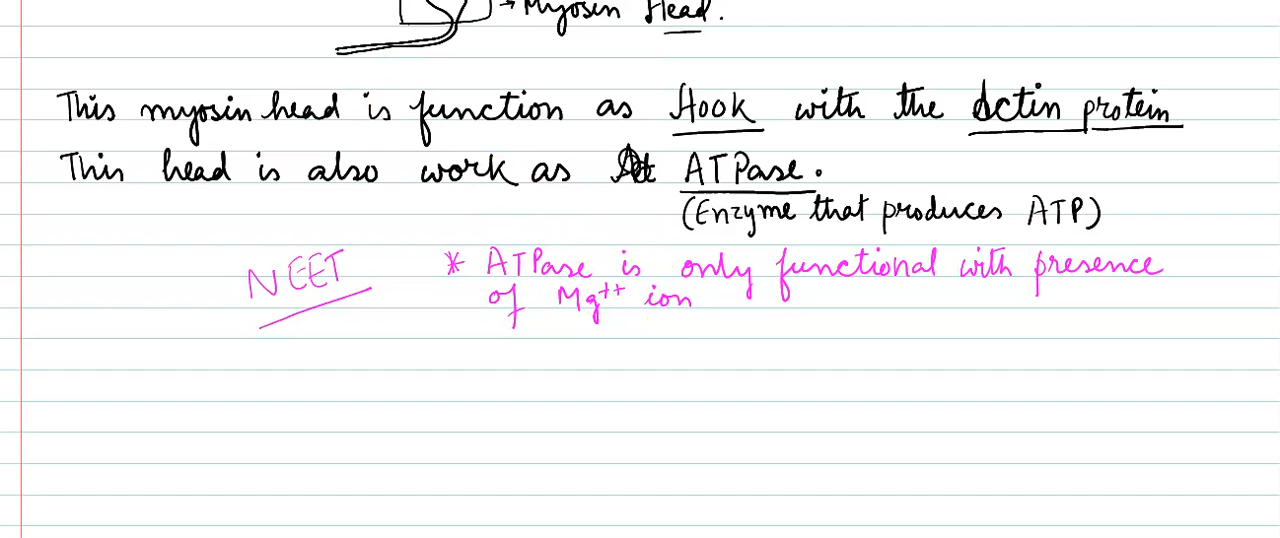 → Myosin Head.
This myosin head is function as Hook with the Actin protein
This head is also work as ATPase.
(Enzyme that produces ATP)
NEET
* ATPase is only functional with presence
of Mg++ ion